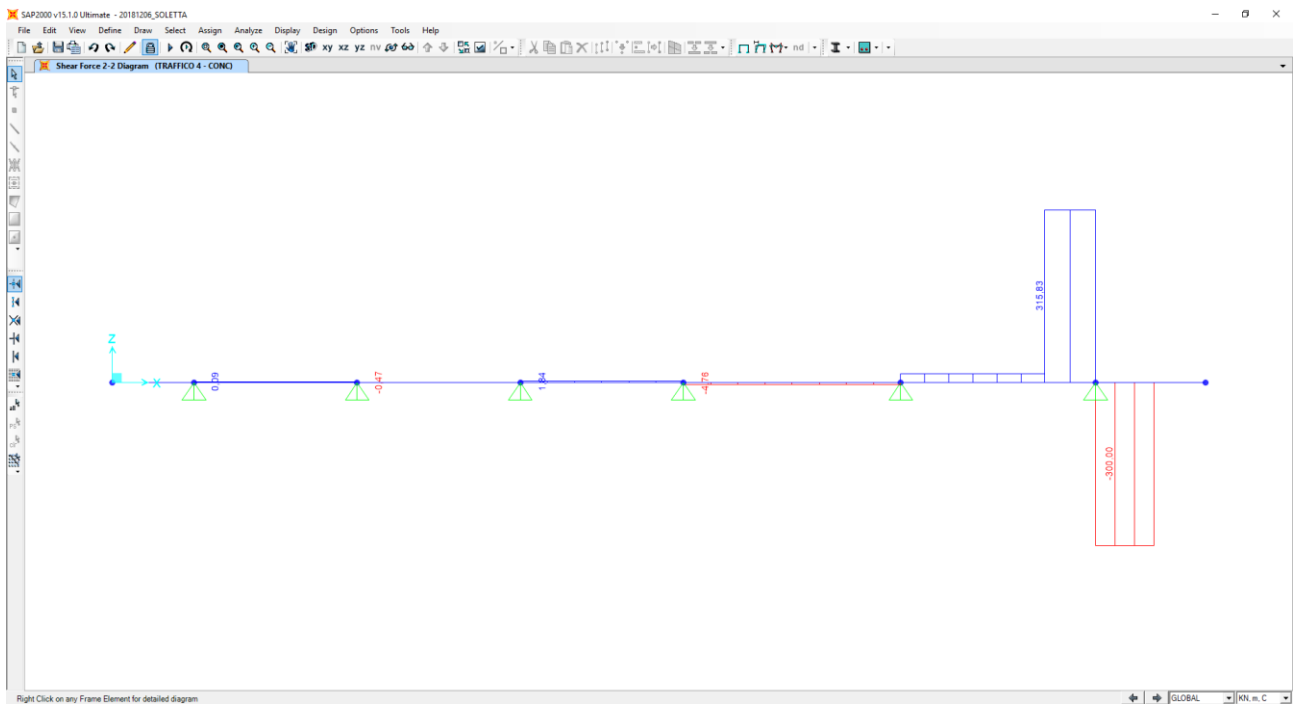 SAP2000 v15.1.0 Ultimate - 20181206_SOLETTA
File Edit View Define Draw Select Assign Analyze Display Design Options Tools Help
xy xz yz nv nd
Shear Force 2-2 Diagram (TRAFFICO 4 - CONC)
315,83
Z
X
0,09
-0,47
1,84
-4,76
-300,00
Right Click on any Frame Element for detailed diagram
GLOBAL
KN, m, C